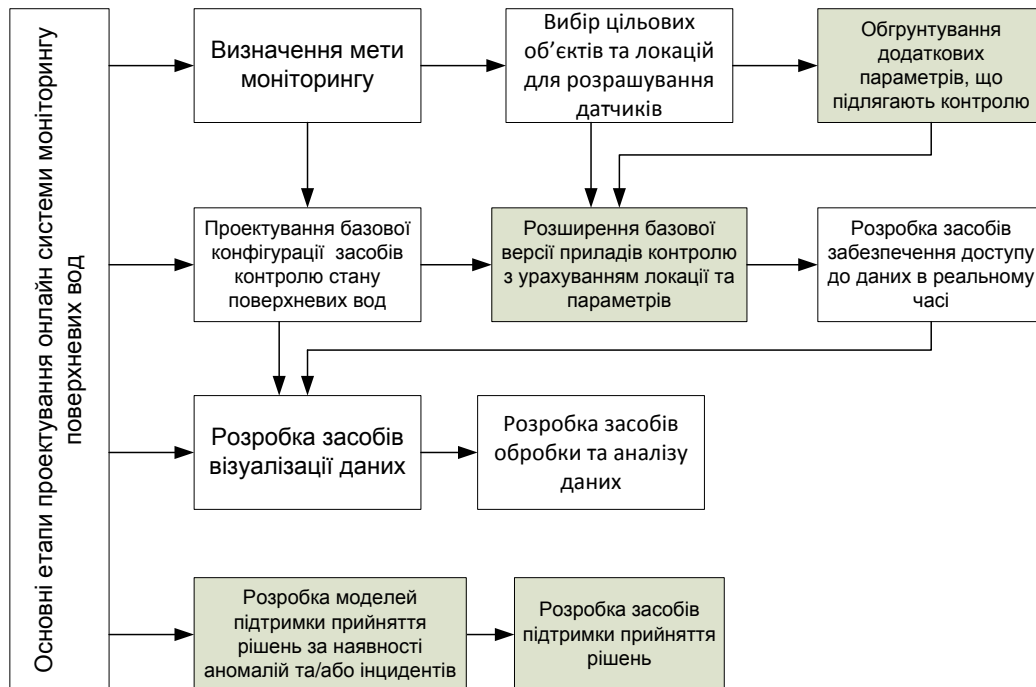 Основні етапи проектування онлайн системи моніторингу
поверхневих вод
Визначення мети
моніторингу
Вибір цільових
об’єктів та локацій
для розрашування
датчиків
Обгрунтування
додаткових
параметрів, що
підлягають контролю
Проектування базової
конфігурації засобів
контролю стану
поверхневих вод
Розширення базової
версії приладів контролю
з урахуванням локації та
параметрів
Розробка засобів
забезпечення доступу
до даних в реальному
часі
Розробка засобів
візуалізації даних
Розробка засобів
обробки та аналізу
даних
Розробка моделей
підтримки прийняття
рішень за наявності
аномалій та/або інцидентів
Розробка засобів
підтримки прийняття
рішень